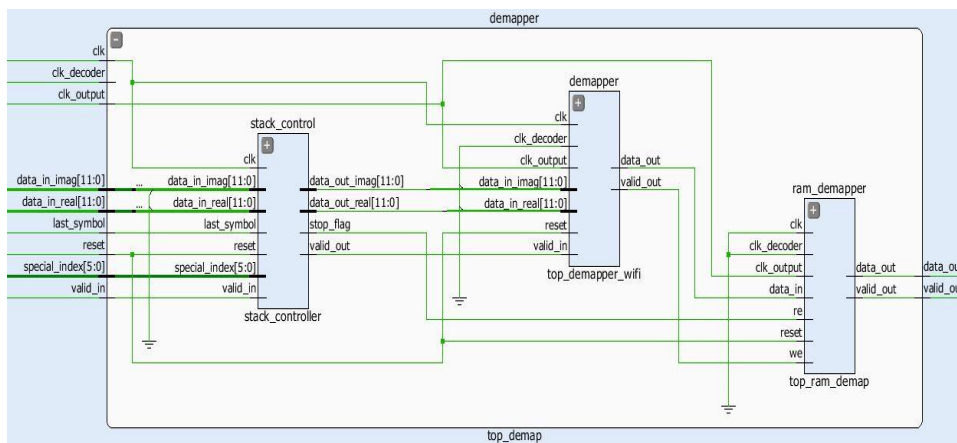 demapper
clk
clk_decoder
clk_output
data_in_imag[11:0]
data_in_real[11:0]
last_symbol
reset
special_index[5:0]
valid_in
stack_control
clk
... data_in_imag[11:0]
... data_in_real[11:0]
last_symbol
reset
special_index[5:0]
valid_in
data_out_imag[11:0]
data_out_real[11:0]
stop_flag
valid_out
stack_controller
demapper
clk
clk_decoder
clk_output
data_in_imag[11:0]
data_in_real[11:0]
reset
valid_in
data_out
valid_out
top_demapper_wifi
ram_demapper
clk
clk_decoder
clk_output
data_in
re
reset
we
data_out
valid_out
top_ram_demap
data_ou
valid_ou
top_demap